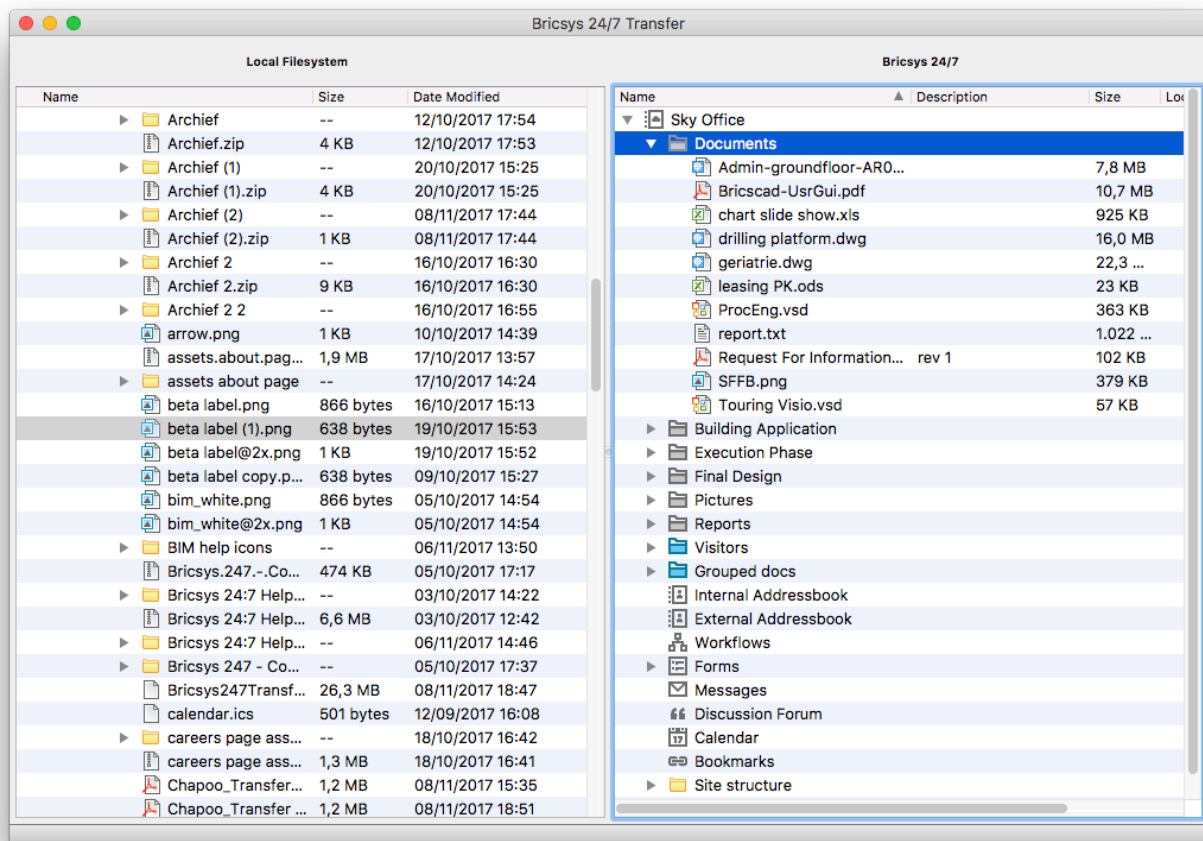 Bricsys 24/7 Transfer
Local Filesystem
Name Size Date Modified
Archief -- 12/10/2017 17:54
Archief.zip 4 KB 12/10/2017 17:53
Archief (1) -- 20/10/2017 15:25
Archief (1).zip 4 KB 20/10/2017 15:25
Archief (2) -- 08/11/2017 17:44
Archief (2).zip 1 KB 08/11/2017 17:44
Archief 2 -- 16/10/2017 16:30
Archief 2.zip 9 KB 16/10/2017 16:30
Archief 2 2 -- 16/10/2017 16:55
arrow.png 1 KB 10/10/2017 14:39
assets.about.pag... 1,9 MB 17/10/2017 13:57
assets about page -- 17/10/2017 14:24
beta label.png 866 bytes 16/10/2017 15:13
beta label (1).png 638 bytes 19/10/2017 15:53
beta label@2x.png 1 KB 19/10/2017 15:52
beta label copy.p... 638 bytes 09/10/2017 15:27
bim_white.png 866 bytes 05/10/2017 14:54
bim_white@2x.png 1 KB 05/10/2017 14:54
BIM help icons -- 06/11/2017 13:50
Bricsys.247.-.Co... 474 KB 05/10/2017 17:17
Bricsys 24:7 Help... -- 03/10/2017 14:22
Bricsys 24:7 Help... 6,6 MB 03/10/2017 12:42
Bricsys 24:7 Help... -- 06/11/2017 14:46
Bricsys 247 - Co... -- 05/10/2017 17:37
Bricsys247Transf... 26,3 MB 08/11/2017 18:47
calendar.ics 501 bytes 12/09/2017 16:08
careers page ass... -- 18/10/2017 16:42
careers page ass... 1,3 MB 18/10/2017 16:41
Chapoo_Transfer... 1,2 MB 08/11/2017 15:35
Chapoo_Transfer ... 1,2 MB 08/11/2017 18:51
Bricsys 24/7
Name Description Size Loc
Sky Office
Documents
Admin-groundfloor-AR0... 7,8 MB
Bricscad-UsrGui.pdf 10,7 MB
chart slide show.xls 925 KB
drilling platform.dwg 16,0 MB
geriatrie.dwg 22,3 ...
leasing PK.ods 23 KB
ProcEng.vsd 363 KB
report.txt 1.022 ...
Request For Information... rev 1 102 KB
SFFB.png 379 KB
Touring Visio.vsd 57 KB
Building Application
Execution Phase
Final Design
Pictures
Reports
Visitors
Grouped docs
Internal Addressbook
External Addressbook
Workflows
Forms
Messages
Discussion Forum
17 Calendar
Bookmarks
Site structure